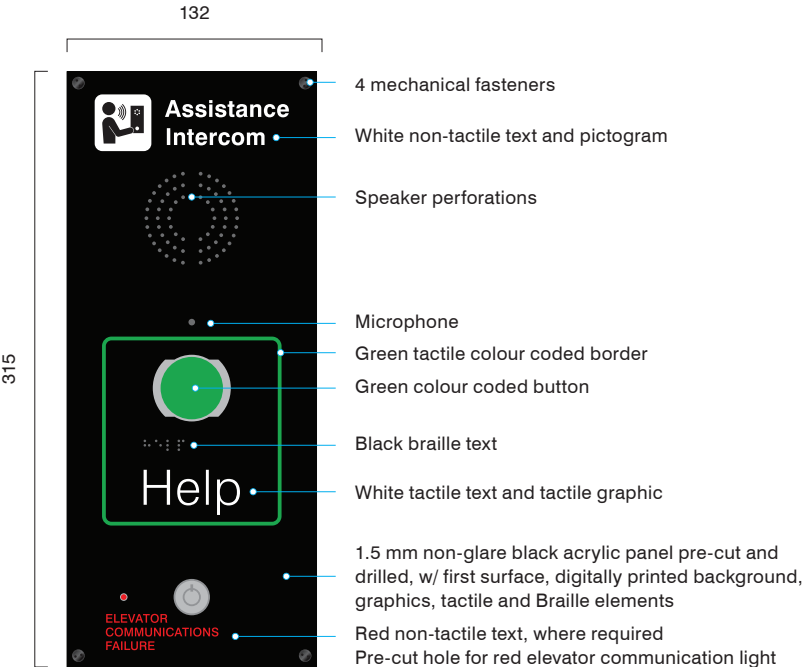 132
315
Assistance
Intercom
4 mechanical fasteners
White non-tactile text and pictogram
Speaker perforations
Microphone
Green tactile colour coded border
Green colour coded button
⠓⠑⠇⠏
Black braille text
Help
White tactile text and tactile graphic
1.5 mm non-glare black acrylic panel pre-cut and
drilled, w/ first surface, digitally printed background,
graphics, tactile and Braille elements
ELEVATOR
COMMUNICATIONS
FAILURE
Red non-tactile text, where required
Pre-cut hole for red elevator communication light